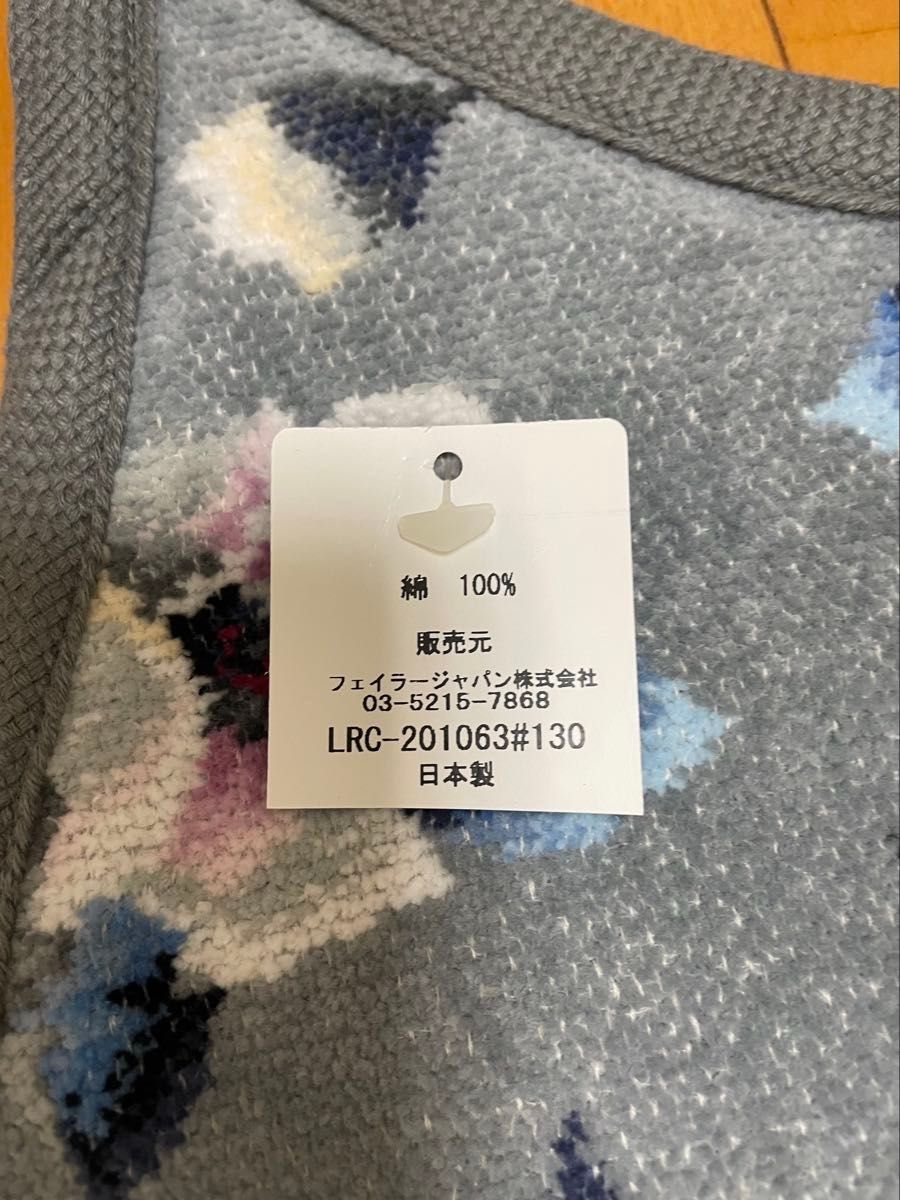 綿 100%
販売元
フェイラージャパン株式会社
03-5215-7868
LRC-201063#130
日本製